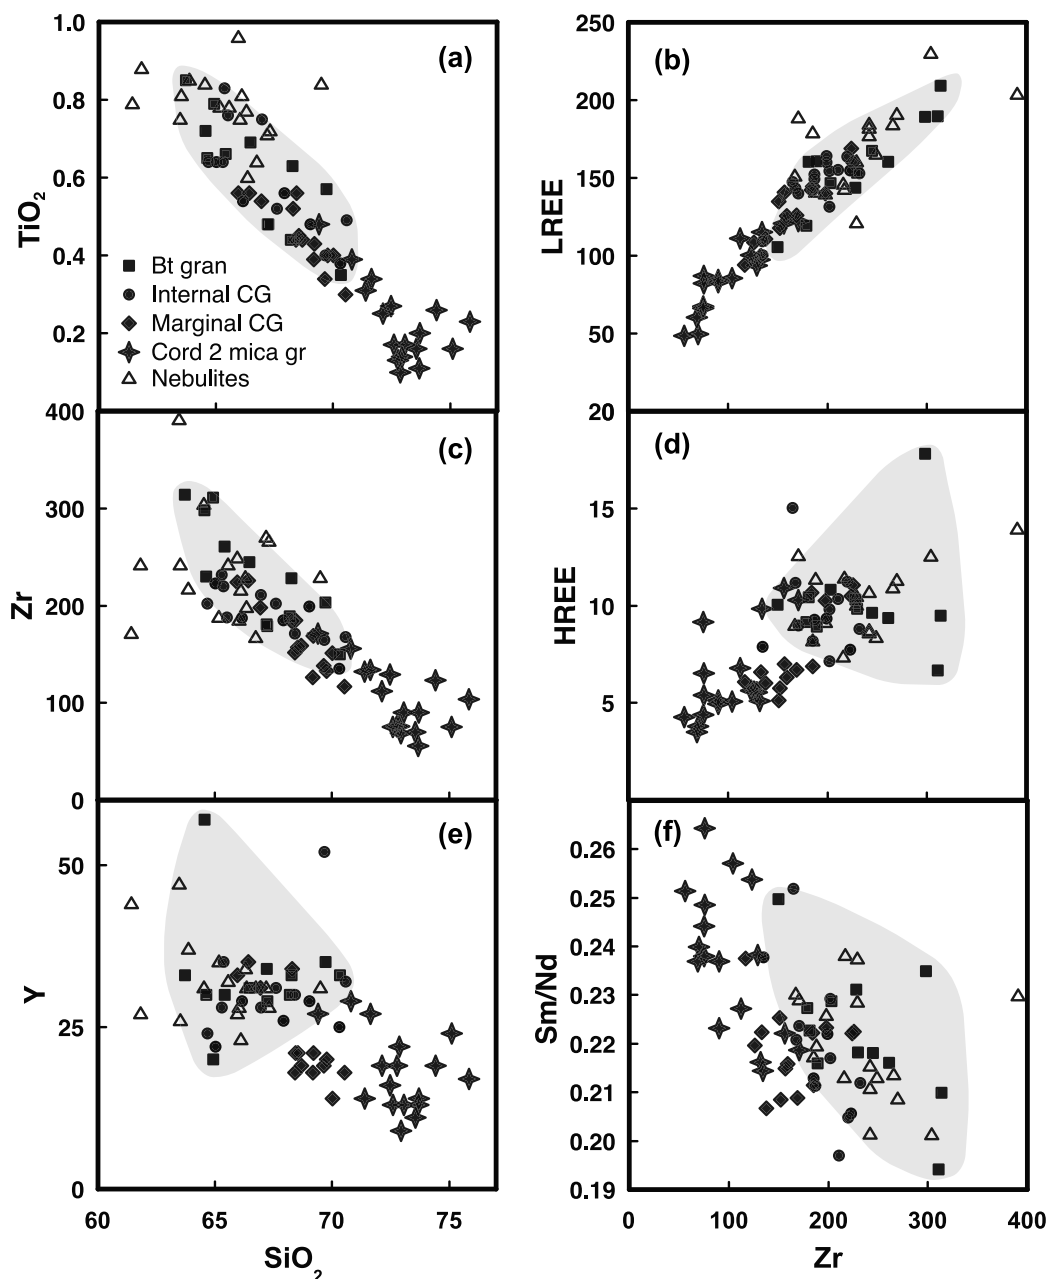 (a)
1.0
0.8
0.6
0.4
0.2
TiO2
Bt gran
Internal CG
Marginal CG
Cord 2 mica gr
Nebulites
(b)
250
200
150
100
50
LREE
(c)
400
300
200
100
0
Zr
(d)
20
15
10
5
HREE
(e)
50
25
0
Y
60
65
70
75
SiO2
(f)
0.26
0.25
0.24
0.23
0.22
0.21
0.20
0.19
Sm/Nd
0
100
200
300
400
Zr